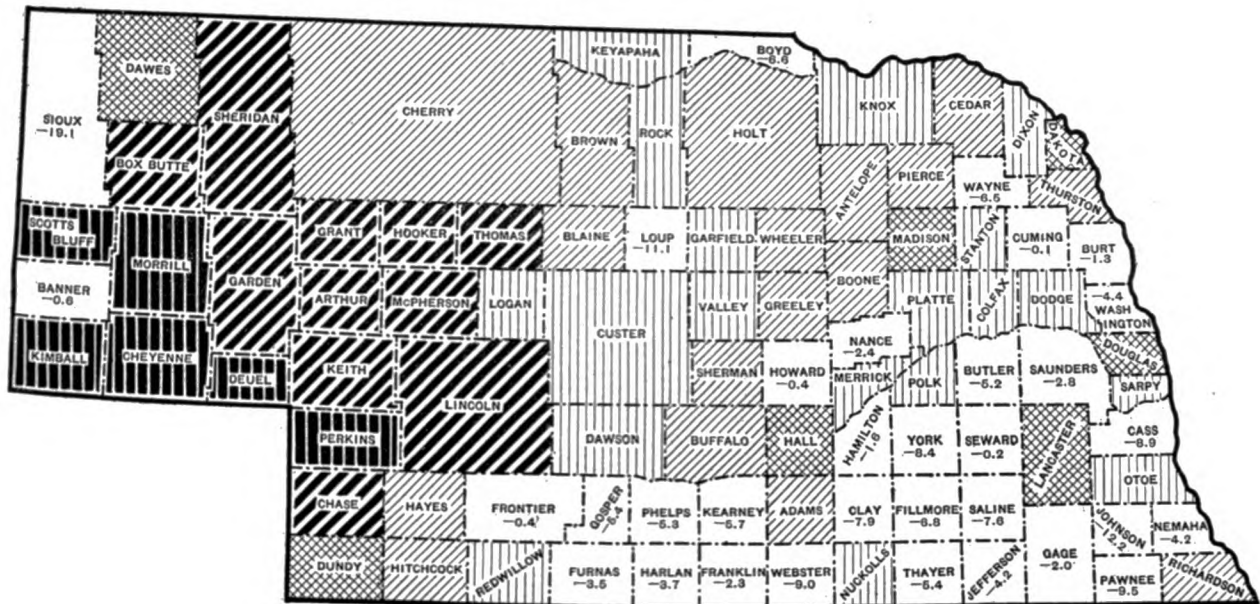 KEYAPAHA
BOYD
-6.6
DAWES
SIOUX
-19.1
SHERIDAN
CHERRY
BROWN
ROCK
HOLT
KNOX
CEDAR
DIXON
DAKOTA
BOX BUTTE
ANTELOPE
PIERCE
WAYNE
-6.5
THURSTON
SCOTTS
BLUFF
MORRILL
GARDEN
GRANT
HOOKER
THOMAS
BLAINE
LOUP
-11.1
GARFIELD
WHEELER
BOONE
MADISON
STANTON
CUMING
-0.1
BURT
-1.3
BANNER
-0.6
ARTHUR
MCPHERSON
LOGAN
CUSTER
VALLEY
GREELEY
PLATTE
COLFAX
DODGE
-4.4
WASH
INGTON
KIMBALL
CHEYENNE
DEUEL
KEITH
LINCOLN
SHERMAN
HOWARD
-0.4
NANCE
-2.4
MERRICK
POLK
BUTLER
-5.2
SAUNDERS
-2.8
DOUGLAS
SARPY
PERKINS
DAWSON
BUFFALO
HALL
HAMILTON
YORK
-8.4
SEWARD
-0.2
LANCASTER
CASS
-8.9
OTOE
CHASE
HAYES
FRONTIER
-0.4
GOSPER
-5.4
PHELPS
-5.3
KEARNEY
-5.7
ADAMS
CLAY
-7.9
FILLMORE
-6.8
SALINE
-7.6
JOHNSON
-12.2
NEMAHA
-4.2
DUNDY
HITCHCOCK
REDWILLOW
FURNAS
-3.5
HARLAN
-3.7
FRANKLIN
-2.3
WEBSTER
-9.0
NUCKOLLS
THAYER
-5.4
JEFFERSON
-4.2
GAGE
-2.0
PAWNEE
-9.5
RICHARDSON